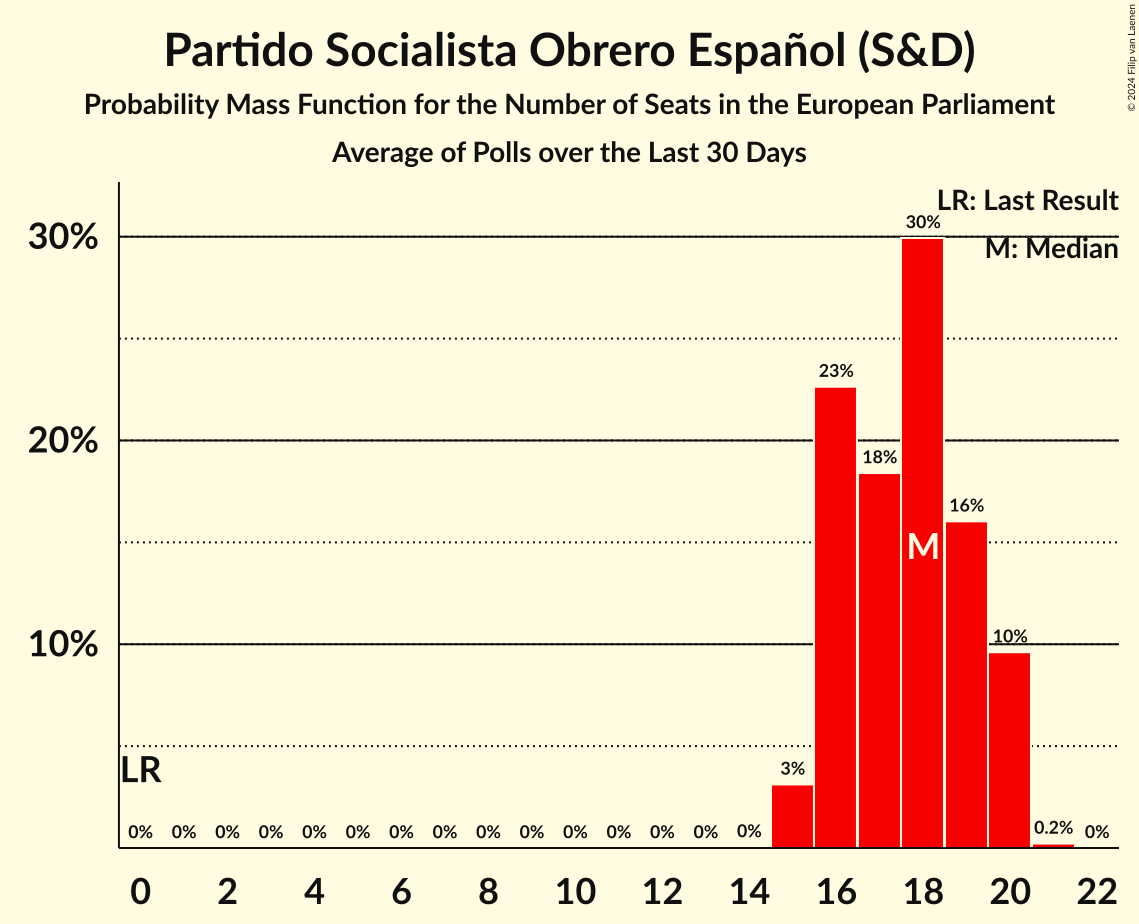 Partido Socialista Obrero Español (S&D)
Probability Mass Function for the Number of Seats in the European Parliament
Average of Polls over the Last 30 Days
© 2024 Filip van Laenen
LR: Last Result
M: Median
30%
20%
10%
30%
23%
18%
16%
10%
3%
0.2%
M
LR
0% 0% 0% 0% 0% 0% 0% 0% 0% 0% 0% 0% 0% 0% 0% 0%
0 2 4 6 8 10 12 14 16 18 20 22